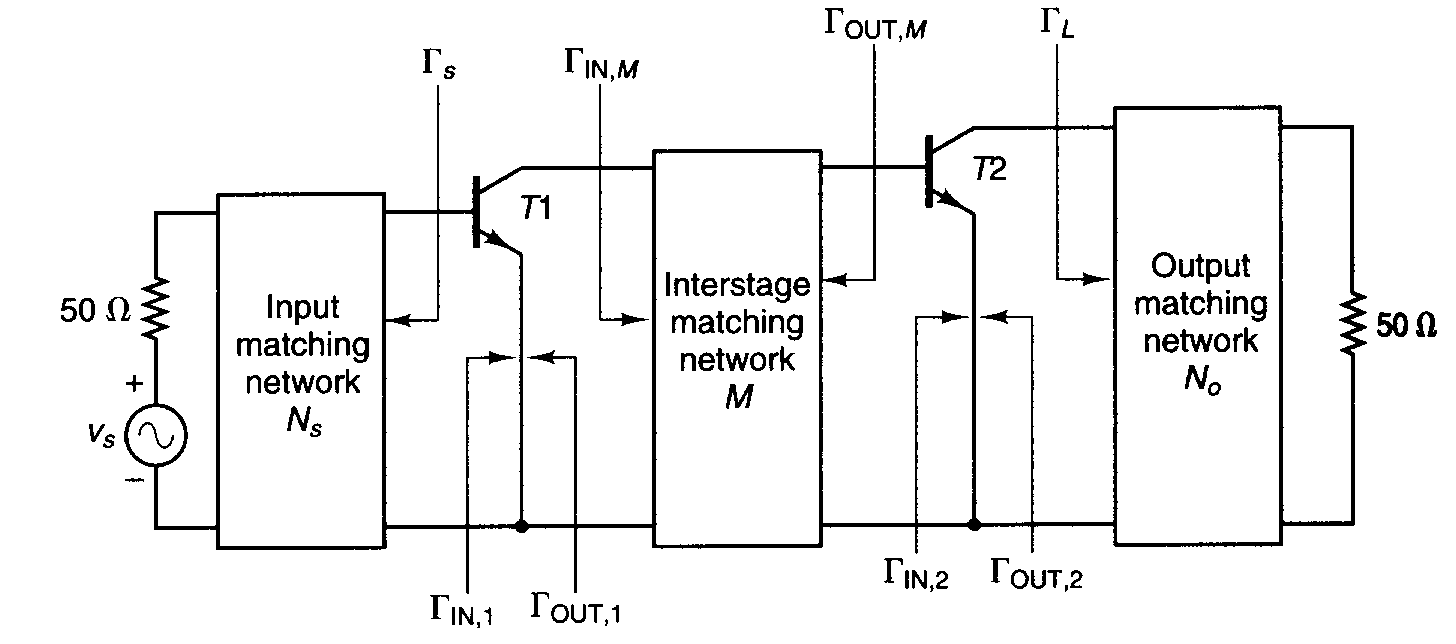 Γs
ΓIN,M
ΓOUT,M
ΓL
T1
T2
50 Ω
+
vs
−
Input
matching
network
Ns
Interstage
matching
network
M
Output
matching
network
No
50 Ω
ΓIN,1
ΓOUT,1
ΓIN,2
ΓOUT,2